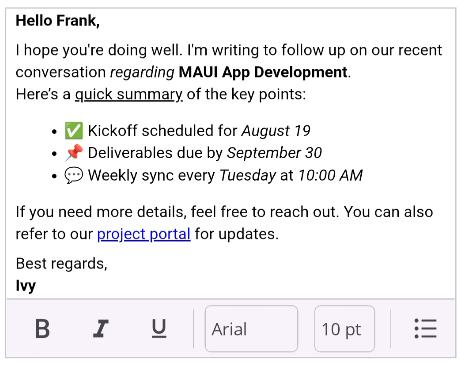 Hello Frank,
I hope you're doing well. I'm writing to follow up on our recent
conversation regarding MAUI App Development.
Here's a quick summary of the key points:
• ✅ Kickoff scheduled for August 19
• 📌 Deliverables due by September 30
• 💬 Weekly sync every Tuesday at 10:00 AM
If you need more details, feel free to reach out. You can also
refer to our project portal for updates.
Best regards,
Ivy
B I U Arial 10 pt